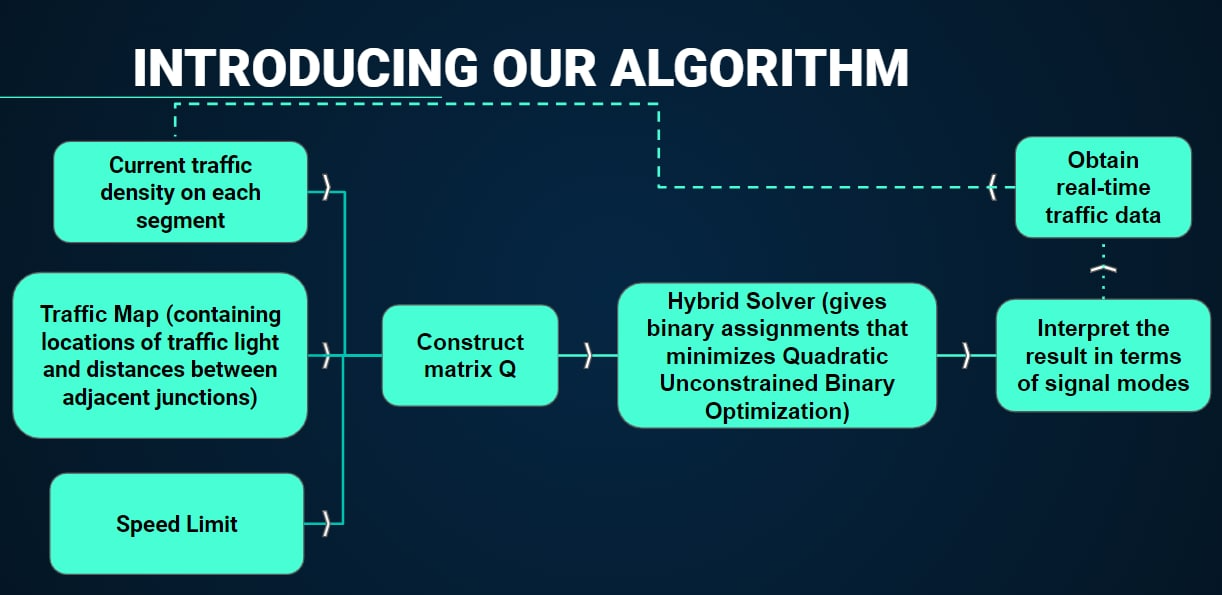 INTRODUCING OUR ALGORITHM
Current traffic
density on each
segment
Traffic Map (containing
locations of traffic light
and distances between
adjacent junctions)
Speed Limit
Construct
matrix Q
Hybrid Solver (gives
binary assignments that
minimizes Quadratic
Unconstrained Binary
Optimization)
Interpret the
result in terms
of signal modes
Obtain
real-time
traffic data